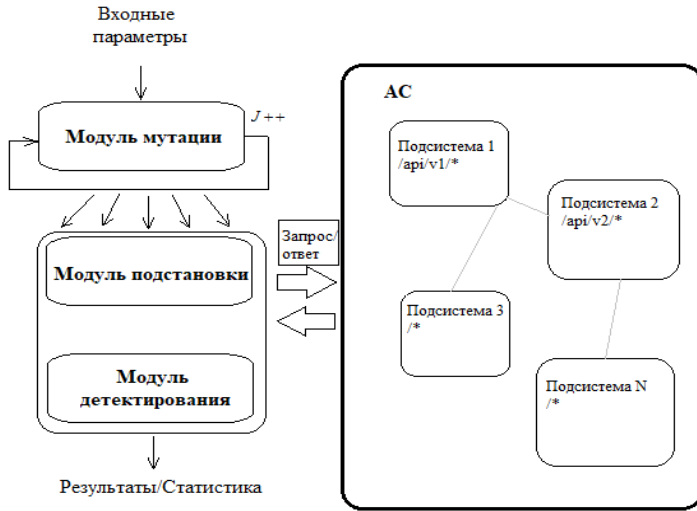 Входные
параметры
Модуль мутации
J++
Модуль подстановки
Модуль
детектирования
Результаты/Статистика
Запрос/
ответ
АС
Подсистема 1
/api/v1/*
Подсистема 2
/api/v2/*
Подсистема 3
/*
Подсистема N
/*